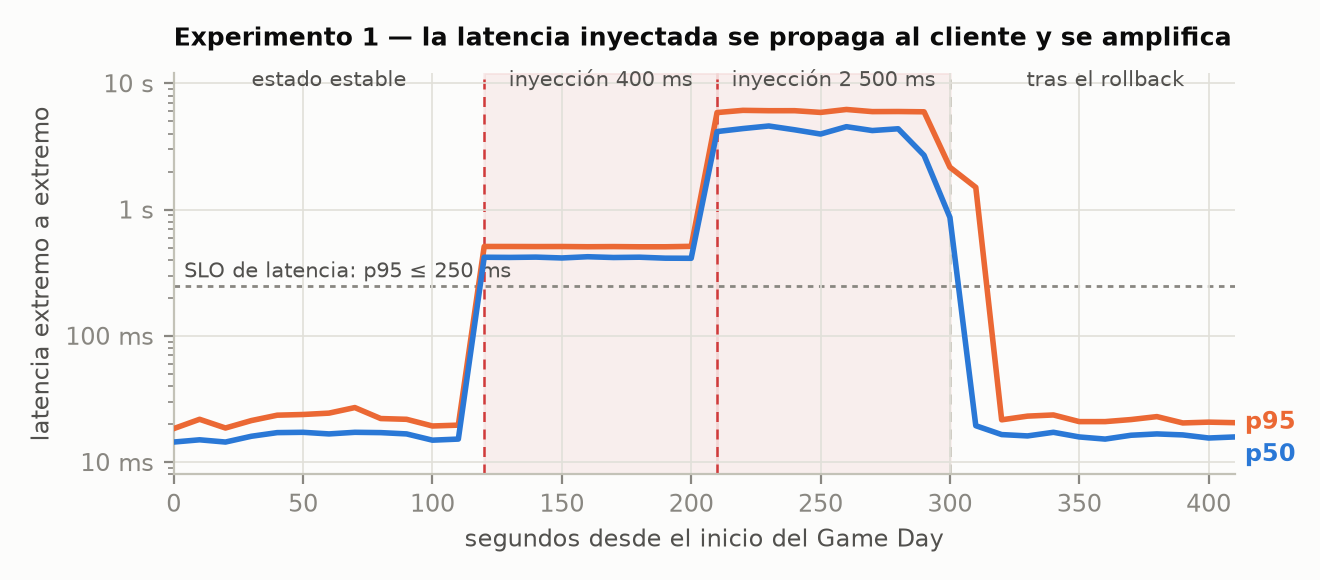 Experimento 1 — la latencia inyectada se propaga al cliente y se amplifica
estado estable
inyección 400 ms
inyección 2 500 ms
tras el rollback
latencia extremo a extremo
10 s
1 s
100 ms
10 ms
SLO de latencia: p95 ≤ 250 ms
p95
p50
0 50 100 150 200 250 300 350 400
segundos desde el inicio del Game Day